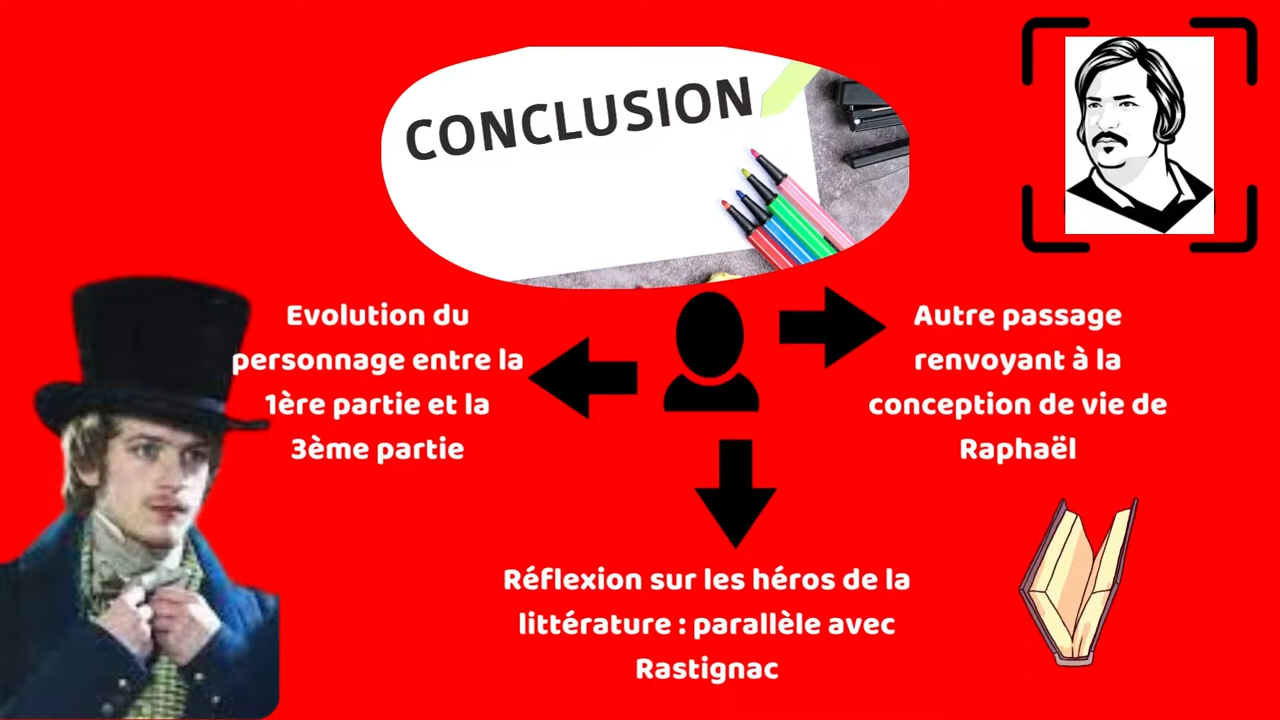 CONCLUSION
Evolution du
personnage entre la
1ère partie et la
3ème partie
Autre passage
renvoyant à la
conception de vie de
Raphaël
Réflexion sur les héros de la
littérature : parallèle avec
Rastignac